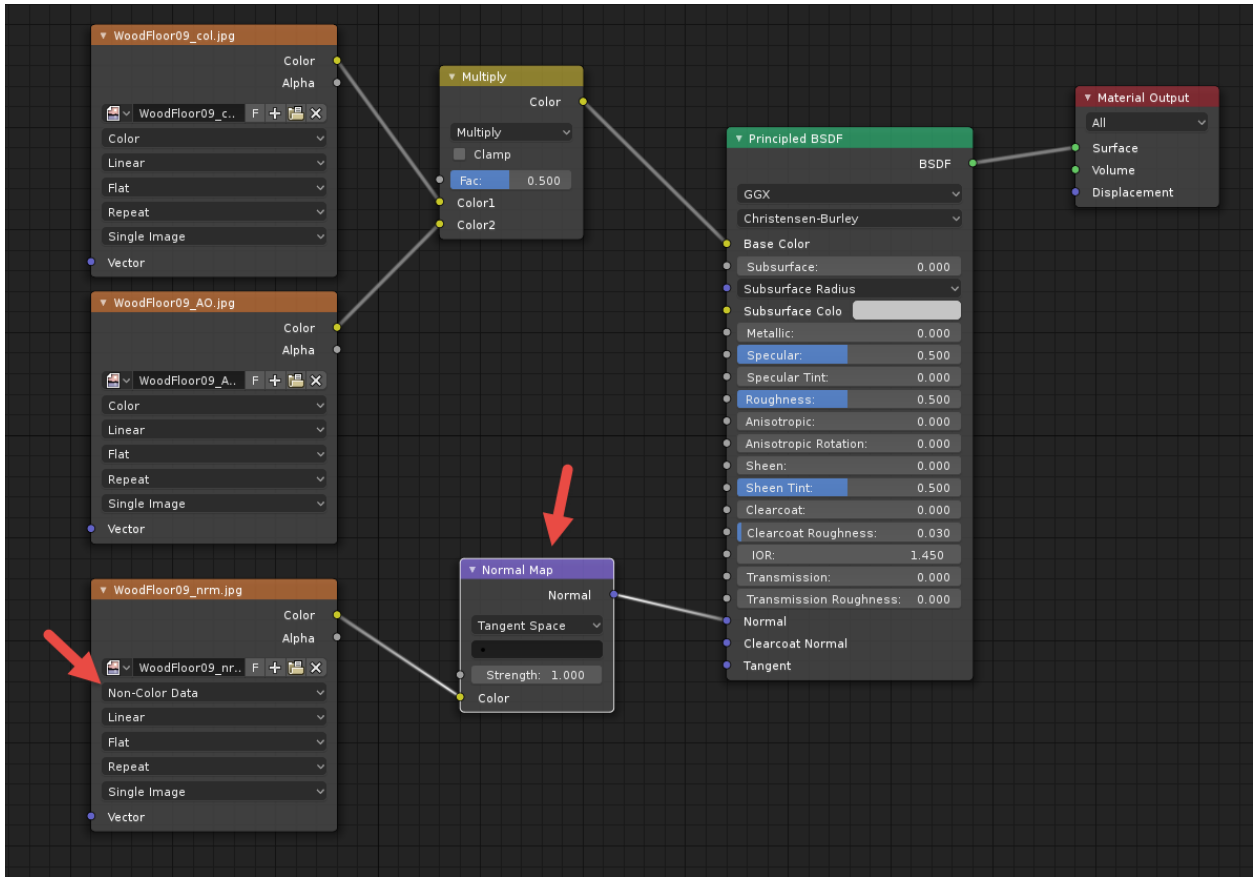 WoodFloor09_col.jpg
Color
Alpha
WoodFloor09_c..
F
Color
Linear
Flat
Repeat
Single Image
Vector
WoodFloor09_AO.jpg
Color
Alpha
WoodFloor09_A..
F
Color
Linear
Flat
Repeat
Single Image
Vector
WoodFloor09_nrm.jpg
Color
Alpha
WoodFloor09_nr..
F
Non-Color Data
Linear
Flat
Repeat
Single Image
Vector
Multiply
Color
Multiply
Clamp
Fac: 0.500
Color1
Color2
Normal Map
Normal
Tangent Space
Strength: 1.000
Color
Principled BSDF
BSDF
GGX
Christensen-Burley
Base Color
Subsurface: 0.000
Subsurface Radius
Subsurface Colo
Metallic: 0.000
Specular: 0.500
Specular Tint: 0.000
Roughness: 0.500
Anisotropic: 0.000
Anisotropic Rotation: 0.000
Sheen: 0.000
Sheen Tint: 0.500
Clearcoat: 0.000
Clearcoat Roughness: 0.030
IOR: 1.450
Transmission: 0.000
Transmission Roughness: 0.000
Normal
Clearcoat Normal
Tangent
Material Output
All
Surface
Volume
Displacement